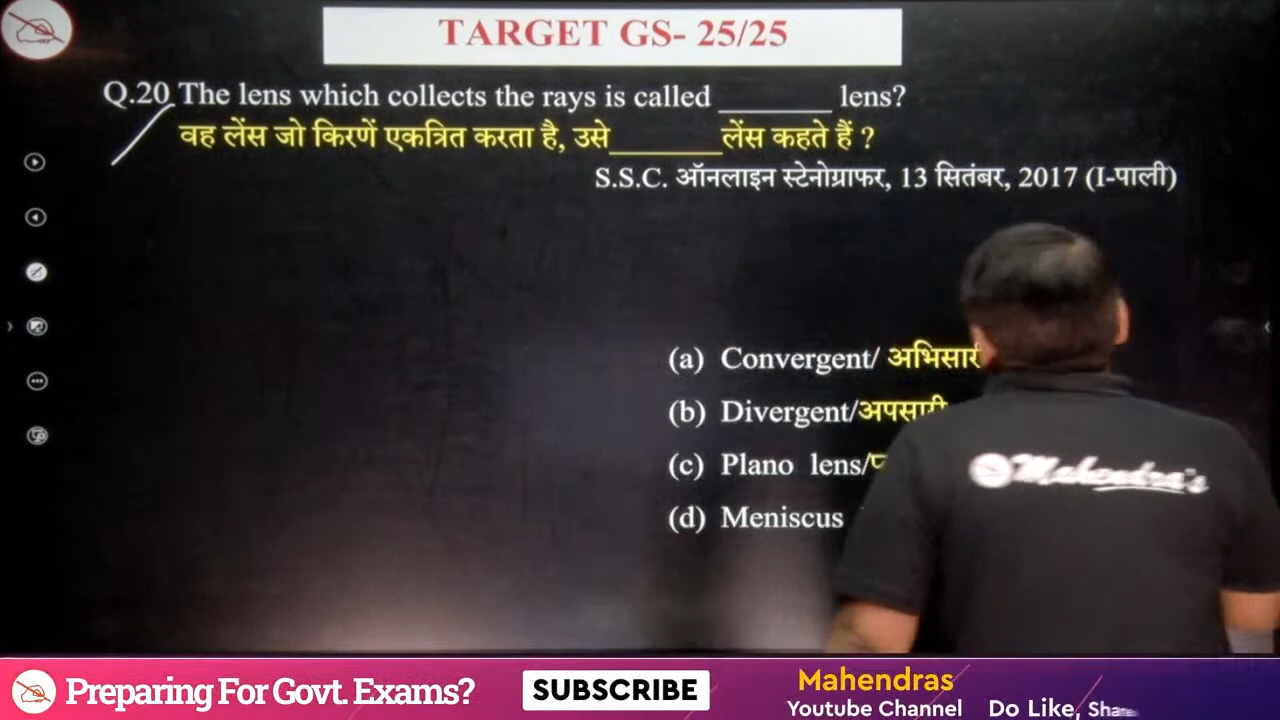 TARGET GS- 25/25
Q.20 The lens which collects the rays is called ________ lens?
वह लेंस जो किरणें एकत्रित करता है, उसे________लेंस कहते हैं ?
S.S.C. ऑनलाइन स्टेनोग्राफर, 13 सितंबर, 2017 (I-पाली)
(a) Convergent/
(b) Divergent/अपसारी
(c) Plano lens/
(d) Meniscus
Mahendra's
Preparing For Govt. Exams?
SUBSCRIBE
Mahendras
Youtube Channel Do Like, Share